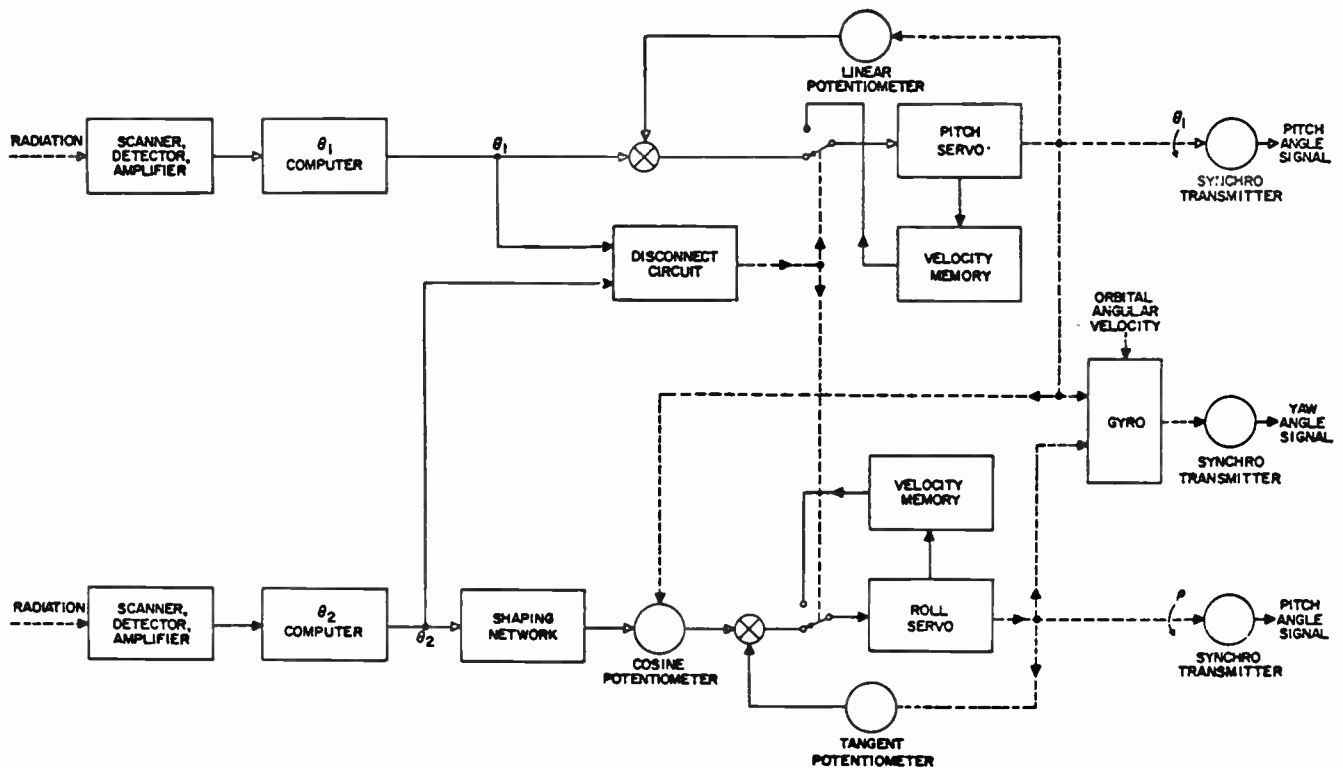 LINEAR
POTENTIOMETER
RADIATION
SCANNER,
DETECTOR,
AMPLIFIER
θ1
COMPUTER
θ1
PITCH
SERVO
θ1
PITCH
ANGLE
SIGNAL
SYNCHRO
TRANSMITTER
DISCONNECT
CIRCUIT
VELOCITY
MEMORY
ORBITAL
ANGULAR
VELOCITY
GYRO
YAW
ANGLE
SIGNAL
SYNCHRO
TRANSMITTER
VELOCITY
MEMORY
RADIATION
SCANNER,
DETECTOR,
AMPLIFIER
θ2
COMPUTER
θ2
SHAPING
NETWORK
COSINE
POTENTIOMETER
ROLL
SERVO
ρ
PITCH
ANGLE
SIGNAL
SYNCHRO
TRANSMITTER
TANGENT
POTENTIOMETER